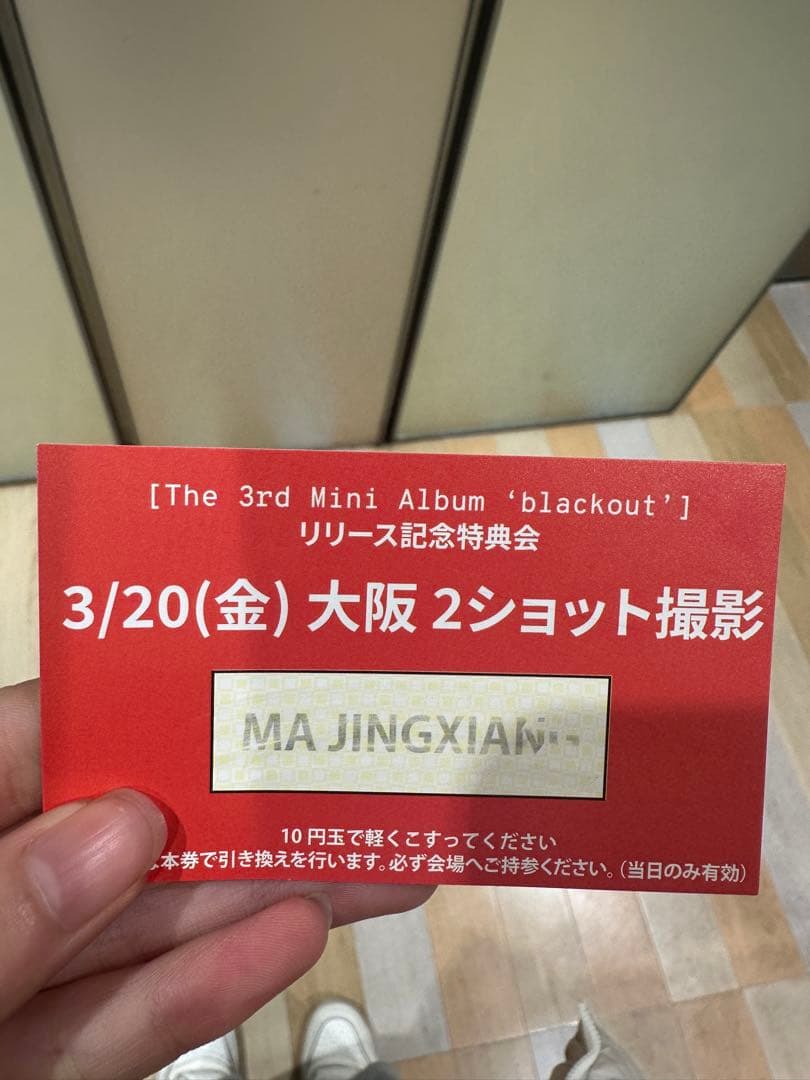 [The 3rd Mini Album ‘blackout’]
リリース記念特典会
3/20(金) 大阪 2ショット撮影
MA JINGXIANG
10 円玉で軽くこすってください
本券で引き換えを行います。必ず会場へご持参ください。（当日のみ有効）